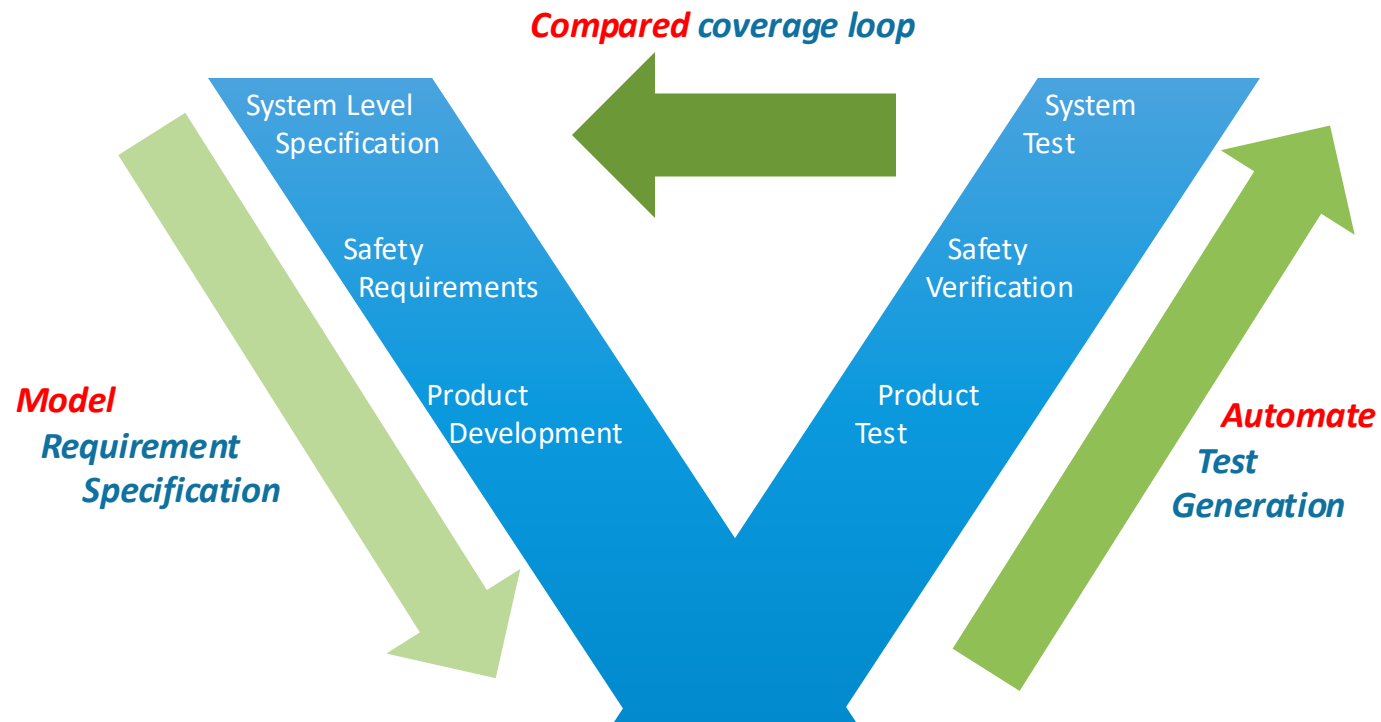 Compared coverage loop
System Level
Specification
System
Test
Safety
Requirements
Safety
Verification
Product
Development
Product
Test
Model
Requirement
Specification
Automate
Test
Generation